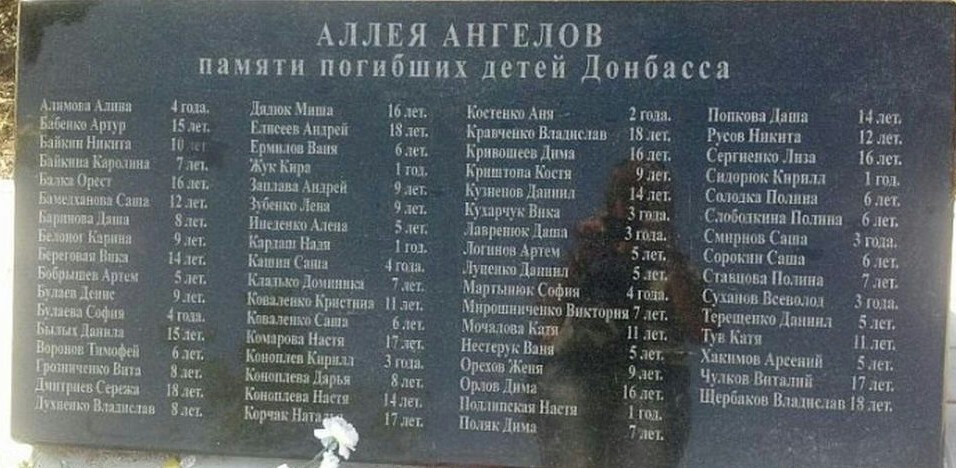 АЛЛЕЯ АНГЕЛОВ
памяти погибших детей Донбасса
Алимова Алина 4 года.
Бабенко Артур 15 лет.
Байкин Никита 10 лет
Байкина Каролина 7 лет.
Балка Орест 16 лет.
Бамедханова Саша 12 лет.
Баринова Даша 8 лет.
Белоног Карина 9 лет.
Береговая Вика 14 лет.
Бобрышев Артем 5 лет.
Булаев Денис 9 лет.
Булаева София 4 года.
Былых Данила 15 лет.
Воронов Тимофей 6 лет.
Грозниченко Вита 8 лет.
Дмитриев Сережа 18 лет.
Духненко Владислав 8 лет.
Дядюк Миша 16 лет.
Елисеев Андрей 18 лет.
Ермилов Ваня 6 лет.
Жук Кира 1 год.
Заплава Андрей 9 лет.
Зубенко Лена 9 лет.
Алена 5 лет.
Кардаш Надя 1 год.
Кашин Саша 4 года.
Кладько Доминика 7 лет.
Коваленко Кристина 11 лет.
Коваленко Саша 6 лет.
Комарова Настя 17 лет.
Коноплев Кирилл 3 года.
Коноплева Дарья 8 лет.
Коноплева Настя 14 лет.
Корчак 17 лет.
Костенко Аня 2 года.
Кравченко Владислав 18 лет.
Кривошеев Дима 16 лет.
Криштопа Костя 9 лет.
Кузнецов Даниил 14 лет.
Кухарчук Вика 3 года.
Лавренюк Даша 3 года.
Логинов Артем 5 лет.
Луценко Даниил 5 лет.
Мартынюк София 4 года.
Мирошниченко Виктория 7 лет.
Мочалова Катя 11 лет.
Нестерук Ваня 5 лет.
Орехов Женя 9 лет.
Орлов Дима 16 лет.
Подлипская Настя 1 год.
Поляк Дима 7 лет.
Попкова Даша 14 лет.
Русов Никита 12 лет.
Сергиенко Лиза 16 лет.
Сидорюк Кирилл 1 год.
Солодка Полина 6 лет.
Слободкина Полина 6 лет.
Смирнов Саша 3 года.
Сорокин Саша 6 лет.
Ставцова Полина 7 лет.
Суханов Всеволод 3 года.
Терещенко Даниил 5 лет.
Тув Катя 11 лет.
Хакимов Арсений 5 лет.
Чулков Виталий 17 лет.
Щербаков Владислав 18 лет.